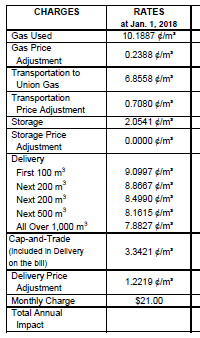 CHARGES RATES
at Jan. 1, 2018
Gas Used 10.1887 ¢/m³
Gas Price
Adjustment 0.2388 ¢/m³
Transportation to
Union Gas 6.8558 ¢/m³
Transportation
Price Adjustment 0.7080 ¢/m³
Storage 2.0541 ¢/m³
Storage Price
Adjustment 0.0000 ¢/m³
Delivery
First 100 m³ 9.0997 ¢/m³
Next 200 m³ 8.8667 ¢/m³
Next 200 m³ 8.4990 ¢/m³
Next 500 m³ 8.1615 ¢/m³
All Over 1,000 m³ 7.8827 ¢/m³
Cap-and-Trade
(Included in Delivery
on the bill) 3.3421 ¢/m³
Delivery Price
Adjustment 1.2219 ¢/m³
Monthly Charge $21.00
Total Annual
Impact